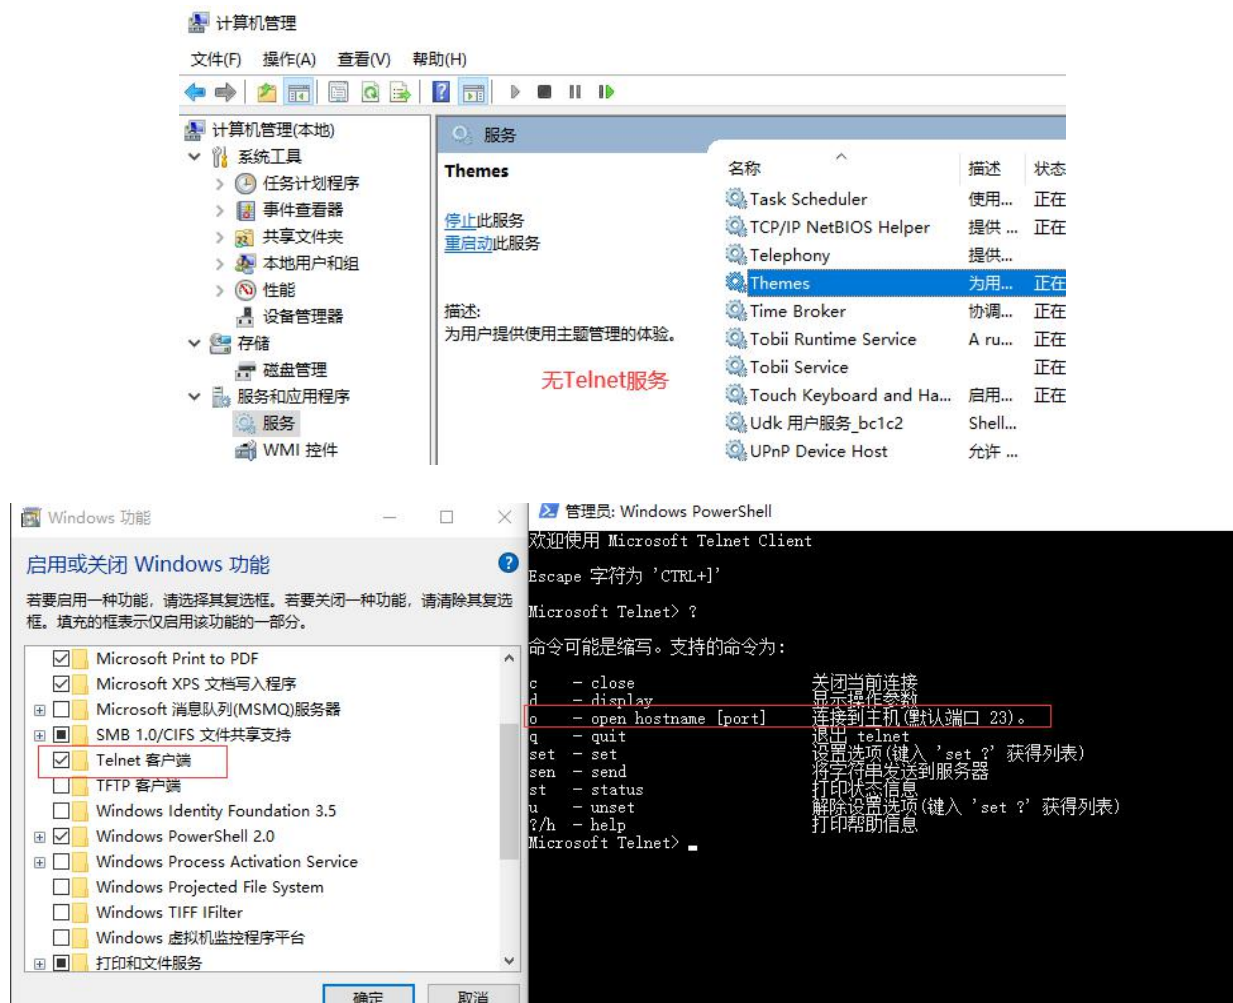 计算机管理
文件(F) 操作(A) 查看(V) 帮助(H)
计算机管理(本地)
系统工具
任务计划程序
事件查看器
共享文件夹
本地用户和组
性能
设备管理器
存储
磁盘管理
服务和应用程序
服务
WMI 控件
服务
Themes
停止此服务
重启动此服务
描述:
为用户提供使用主题管理的体验。
无Telnet服务
名称 描述 状态
Task Scheduler 使用... 正在
TCP/IP NetBIOS Helper 提供 ... 正在
Telephony 提供...
Themes 为用... 正在
Time Broker 协调... 正在
Tobii Runtime Service A ru... 正在
Tobii Service 正在
Touch Keyboard and Ha... 启用... 正在
Udk 用户服务_bc1c2 Shell...
UPnP Device Host 允许 ...
Windows 功能
启用或关闭 Windows 功能
若要启用一种功能，请选择其复选框。若要关闭一种功能，请清除其复选
框。填充的框表示仅启用该功能的一部分。
Microsoft Print to PDF
Microsoft XPS 文档写入程序
Microsoft 消息队列(MSMQ)服务器
SMB 1.0/CIFS 文件共享支持
Telnet 客户端
TFTP 客户端
Windows Identity Foundation 3.5
Windows PowerShell 2.0
Windows Process Activation Service
Windows Projected File System
Windows TIFF IFilter
Windows 虚拟机监控程序平台
打印和文件服务
确定 取消
管理员: Windows PowerShell
欢迎使用 Microsoft Telnet Client
Escape 字符为 'CTRL+]'
Microsoft Telnet> ?
命令可能是缩写。支持的命令为:
c - close 关闭当前连接
d - display 显示操作参数
o - open hostname [port] 连接到主机(默认端口 23)。
q - quit 退出 telnet
set - set 设置选项(键入 'set ?' 获得列表)
sen - send 将字符串发送到服务器
st - status 打印状态信息
u - unset 解除设置选项(键入 'set ?' 获得列表)
?/h - help 打印帮助信息
Microsoft Telnet>